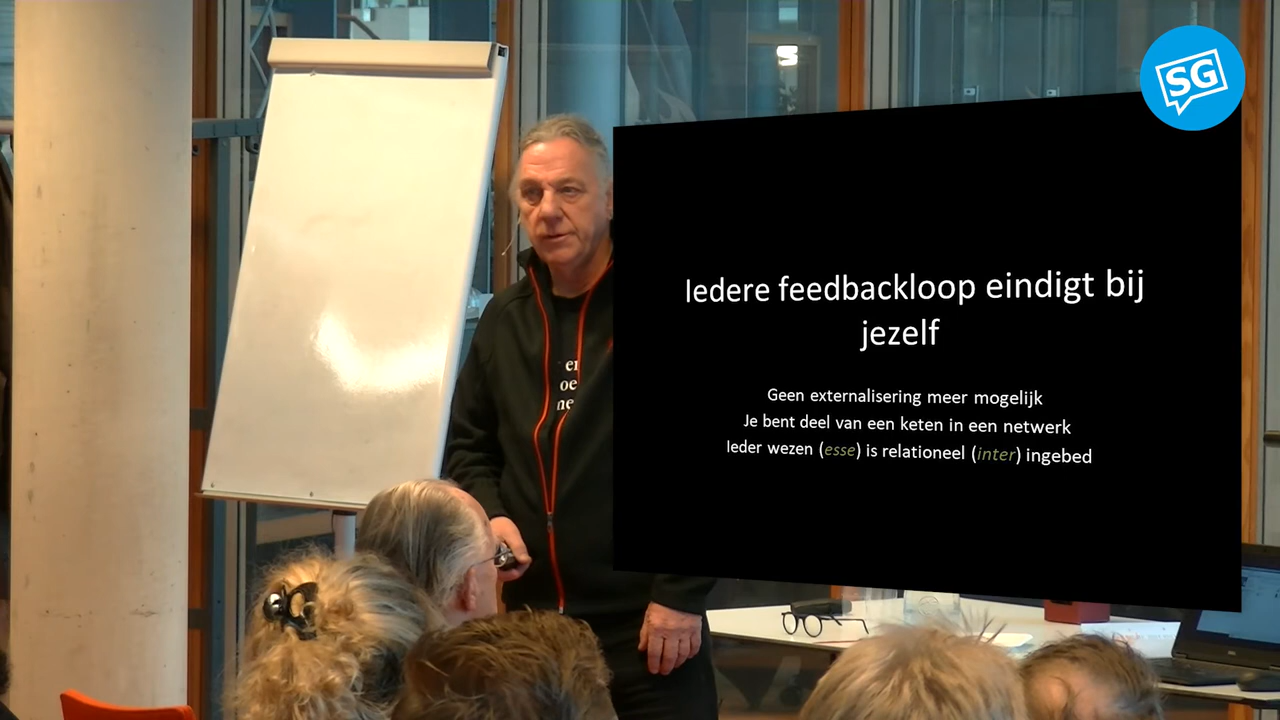 SG
Iedere feedbackloop eindigt bij
jezelf
Geen externalisering meer mogelijk
Je bent deel van een keten in een netwerk
Ieder wezen (esse) is relationeel (inter) ingebed